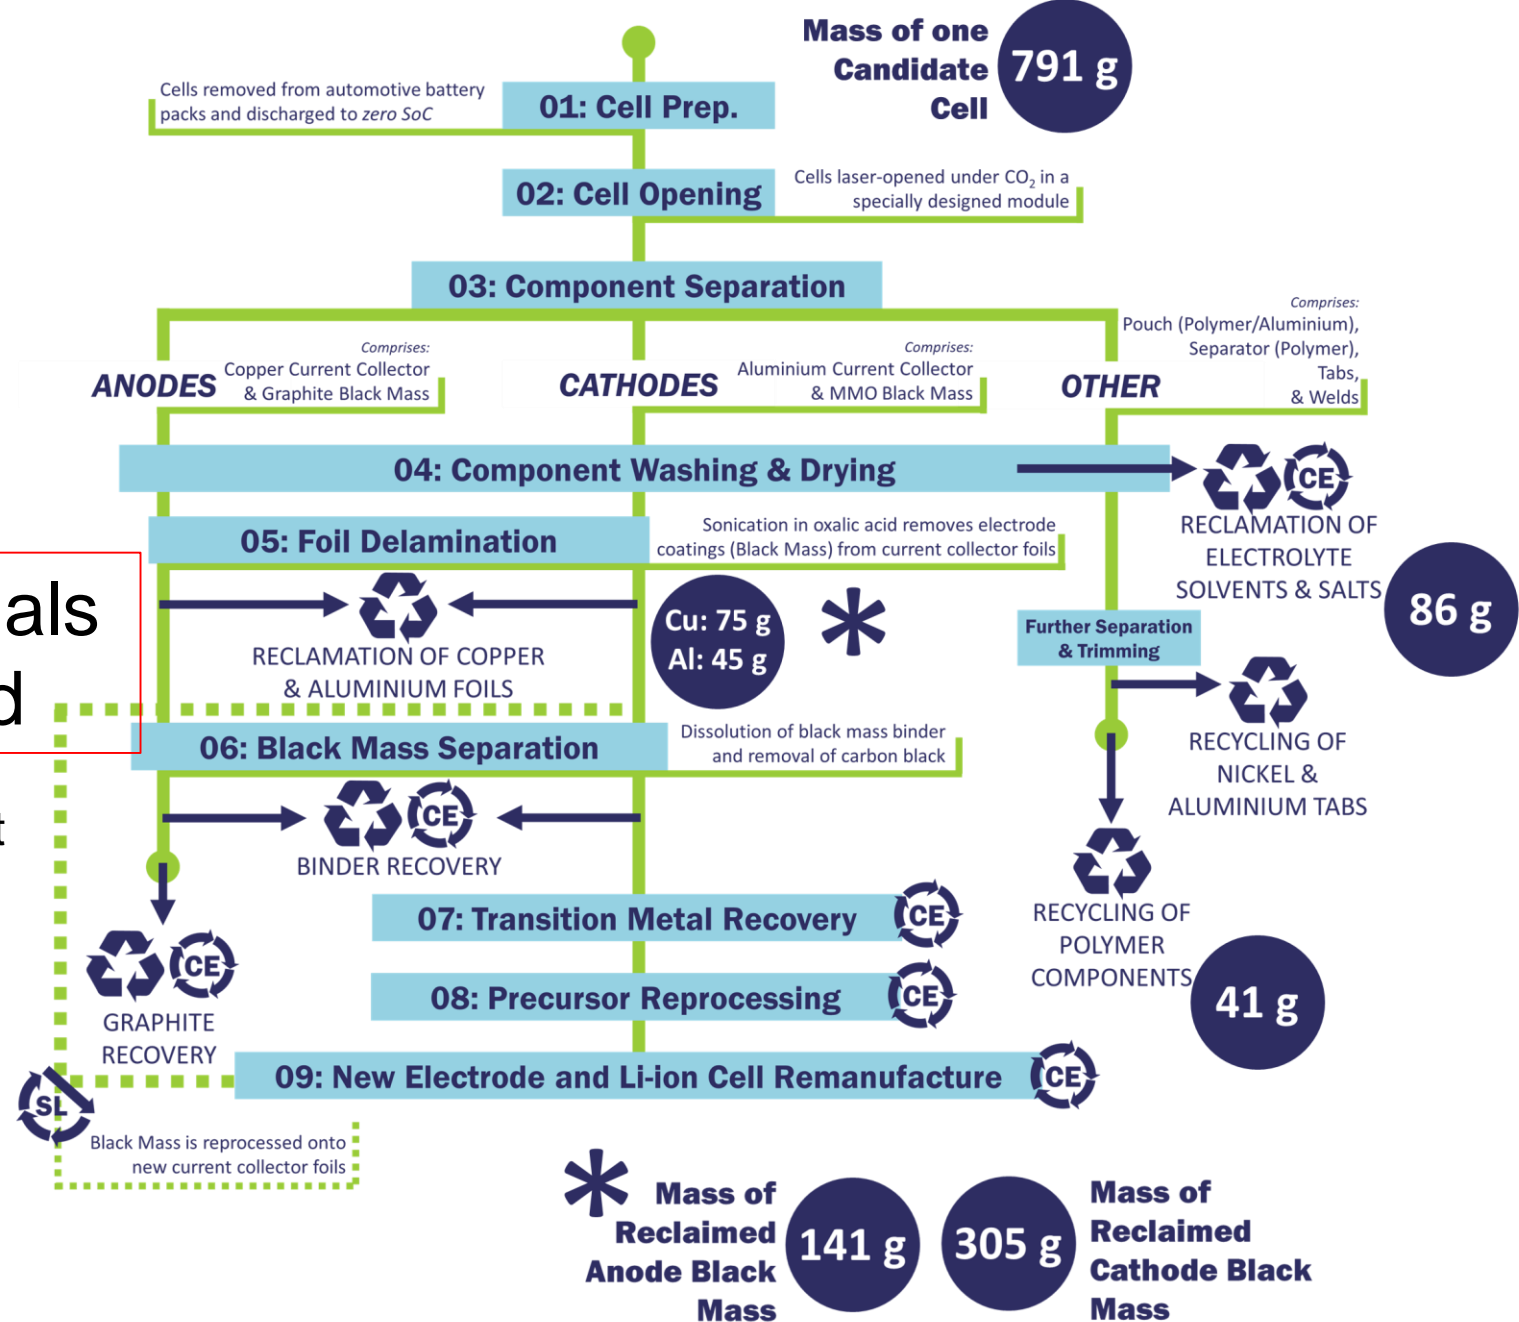 Mass of one
Candidate
Cell
791 g
Cells removed from automotive battery
packs and discharged to zero SoC
01: Cell Prep.
02: Cell Opening
Cells laser-opened under CO₂ in a
specially designed module
03: Component Separation
ANODES
Comprises:
Copper Current Collector
& Graphite Black Mass
CATHODES
Comprises:
Aluminium Current Collector
& MMO Black Mass
OTHER
Comprises:
Pouch (Polymer/Aluminium),
Separator (Polymer),
Tabs,
& Welds
04: Component Washing & Drying
CE
RECLAMATION OF
ELECTROLYTE
SOLVENTS & SALTS
86 g
05: Foil Delamination
Sonication in oxalic acid removes electrode
coatings (Black Mass) from current collector foils
als
d
t
RECLAMATION OF COPPER
& ALUMINIUM FOILS
Cu: 75 g
Al: 45 g
*
Further Separation
& Trimming
RECYCLING OF
NICKEL &
ALUMINIUM TABS
06: Black Mass Separation
Dissolution of black mass binder
and removal of carbon black
CE
BINDER RECOVERY
RECYCLING OF
POLYMER
COMPONENTS
41 g
CE
GRAPHITE
RECOVERY
07: Transition Metal Recovery
CE
08: Precursor Reprocessing
CE
09: New Electrode and Li-ion Cell Remanufacture
CE
SL
Black Mass is reprocessed onto
new current collector foils
* Mass of
Reclaimed
Anode Black
Mass
141 g
305 g
Mass of
Reclaimed
Cathode Black
Mass